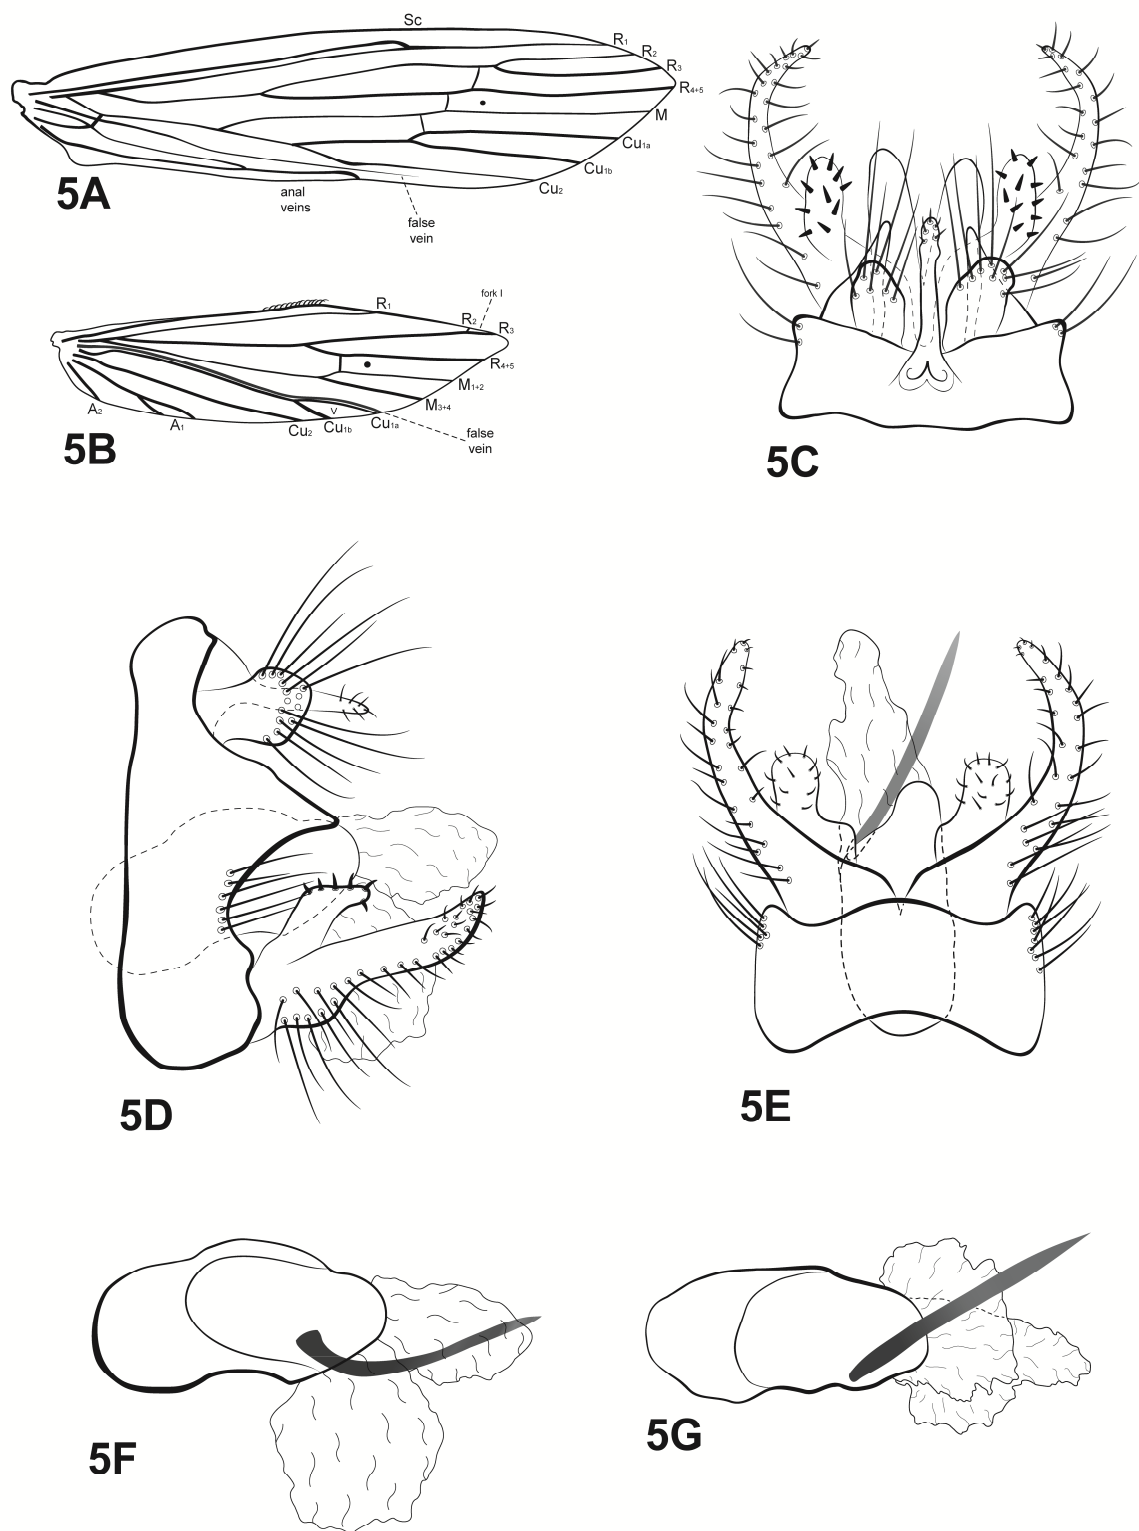 Sc
R1
R2
R3
R4+5
M
Cu1a
Cu1b
Cu2
anal
veins
false
vein
5A
R1
R2
fork I
R3
R4+5
M1+2
M3+4
Cu1a
V
Cu1b
Cu2
A1
A2
false
vein
5B
5C
5D
5E
5F
5G